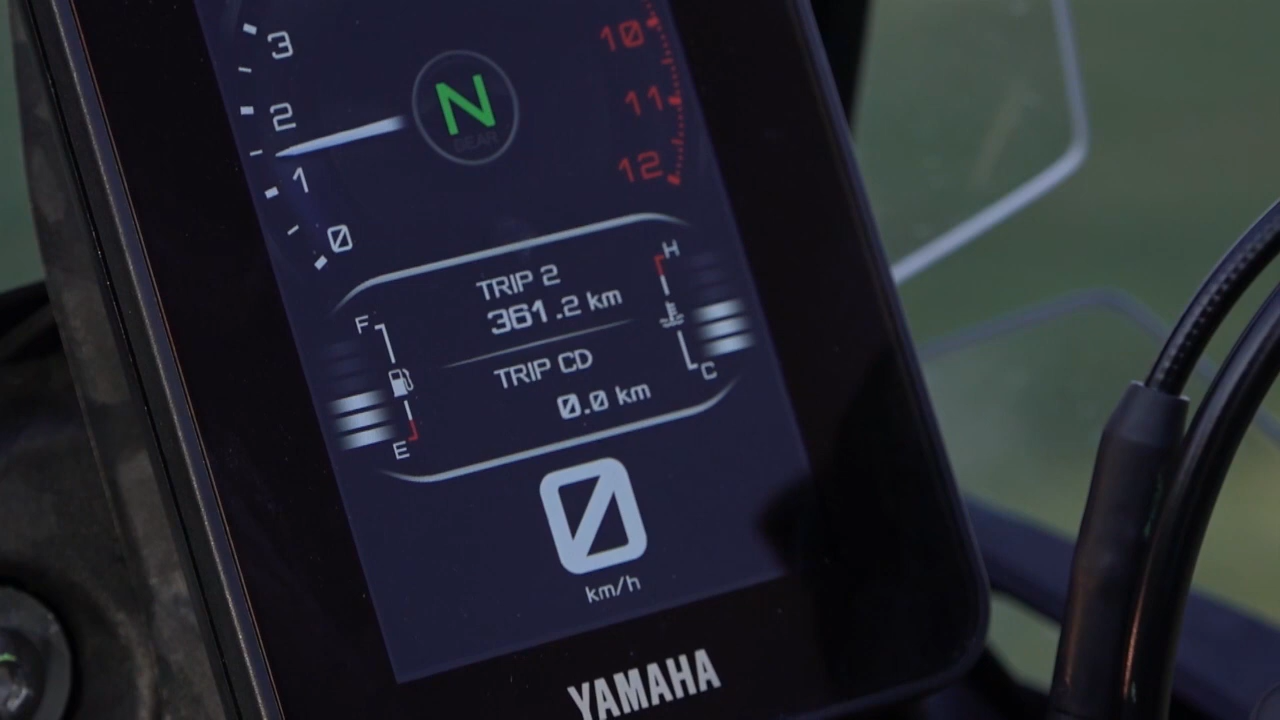 3
10
2
N
GEAR
11
1
12
0
TRIP 2
H
361.2 km
F
TRIP CD
C
0.0 km
E
0
km/h
YAMAHA